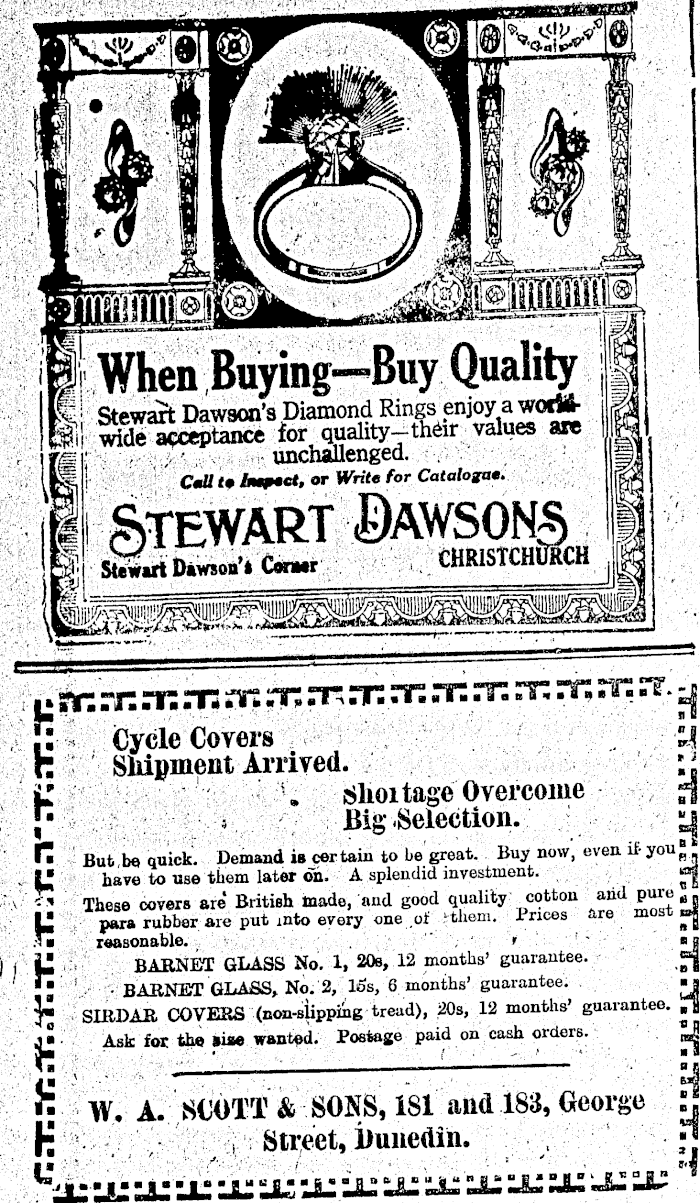 When Buying—Buy Quality
Stewart Dawson's Diamond Rings enjoy a world-
wide acceptance for quality—their values are
unchallenged.
Call to Inspect, or Write for Catalogue.
STEWART DAWSONS
Stewart Dawson's Corner CHRISTCHURCH
Cycle Covers
Shipment Arrived.
Shortage Overcome
Big Selection.
But be quick. Demand is certain to be great. Buy now, even if you
have to use them later on. A splendid investment.
These covers are British made, and good quality cotton and pure
para rubber are put into every one of them. Prices are most
reasonable.
BARNET GLASS No. 1, 20s, 12 months' guarantee.
BARNET GLASS, No. 2, 15s, 6 months' guarantee.
SIRDAR COVERS (non-slipping tread), 20s, 12 months' guarantee.
Ask for the size wanted. Postage paid on cash orders.
W. A. SCOTT & SONS, 181 and 183, George
Street, Dunedin.